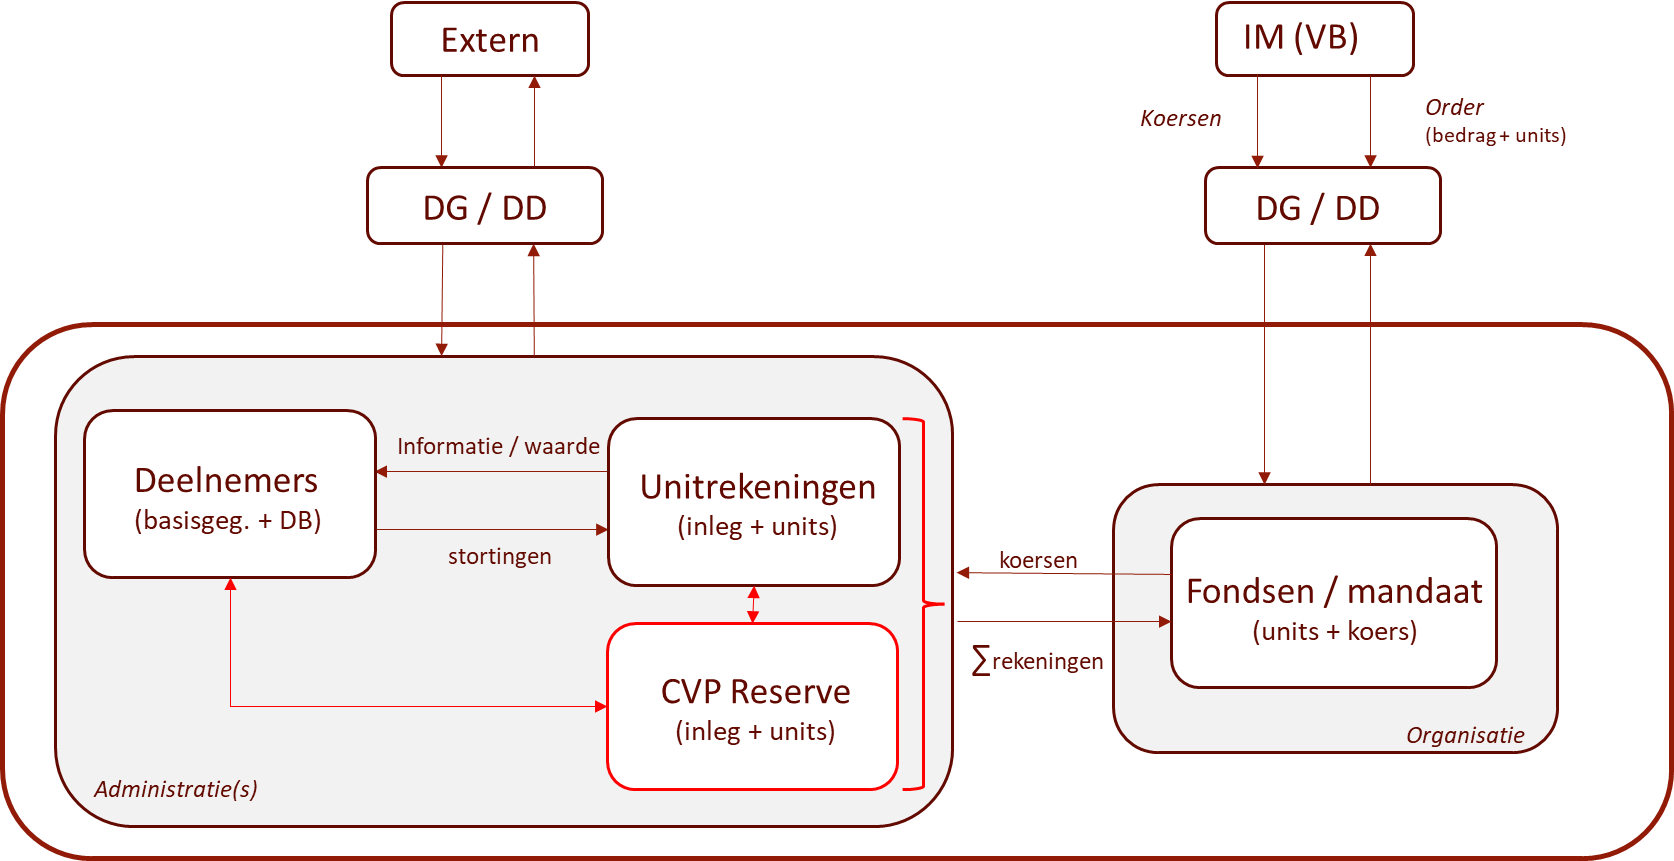 Extern
IM (VB)
Koersen
Order
(bedrag + units)
DG / DD
DG / DD
Informatie / waarde
Deelnemers
(basisgeg. + DB)
Unitrekeningen
(inleg + units)
stortingen
koersen
Fondsen / mandaat
(units + koers)
∑rekeningen
CVP Reserve
(inleg + units)
Organisatie
Administratie(s)